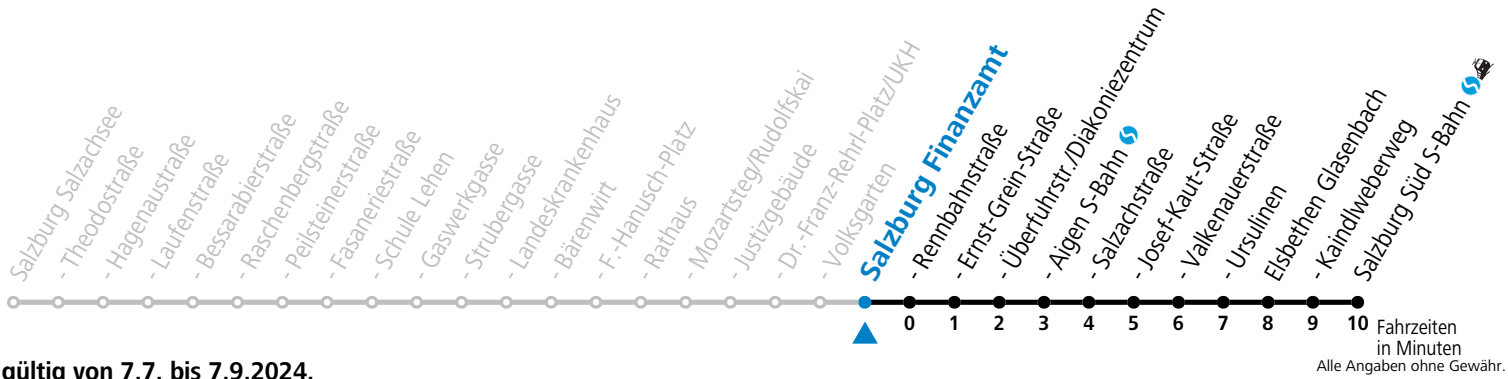 Salzburg Salzachsee
- Theodostraße
- Hagenaustraße
- Laufenstraße
- Bessarabierstraße
- Raschenbergstraße
- Peilsteinerstraße
- Fasaneriestraße
- Schule Lehen
- Gaswerkgasse
- Strubergasse
- Landeskrankenhaus
- Bärenwirt
- F.-Hanusch-Platz
- Rathaus
- Mozartsteg/Rudolfskai
- Justizgebäude
- Dr.-Franz-Rehrl-Platz/UKH
- Volksgarten
Salzburg Finanzamt
- Rennbahnstraße
- Ernst-Grein-Straße
- Überfuhrstr./Diakoniezentrum
- Aigen S-Bahn
- Salzachstraße
- Josef-Kaut-Straße
- Valkenauerstraße
- Ursulinen
Elsbethen Glasenbach
- Kaindlweberweg
Salzburg Süd S-Bahn
0 1 2 3 4 5 6 7 8 9 10
Fahrzeiten
in Minuten
Alle Angaben ohne Gewähr.
gültig von 7.7. bis 7.9.2024.